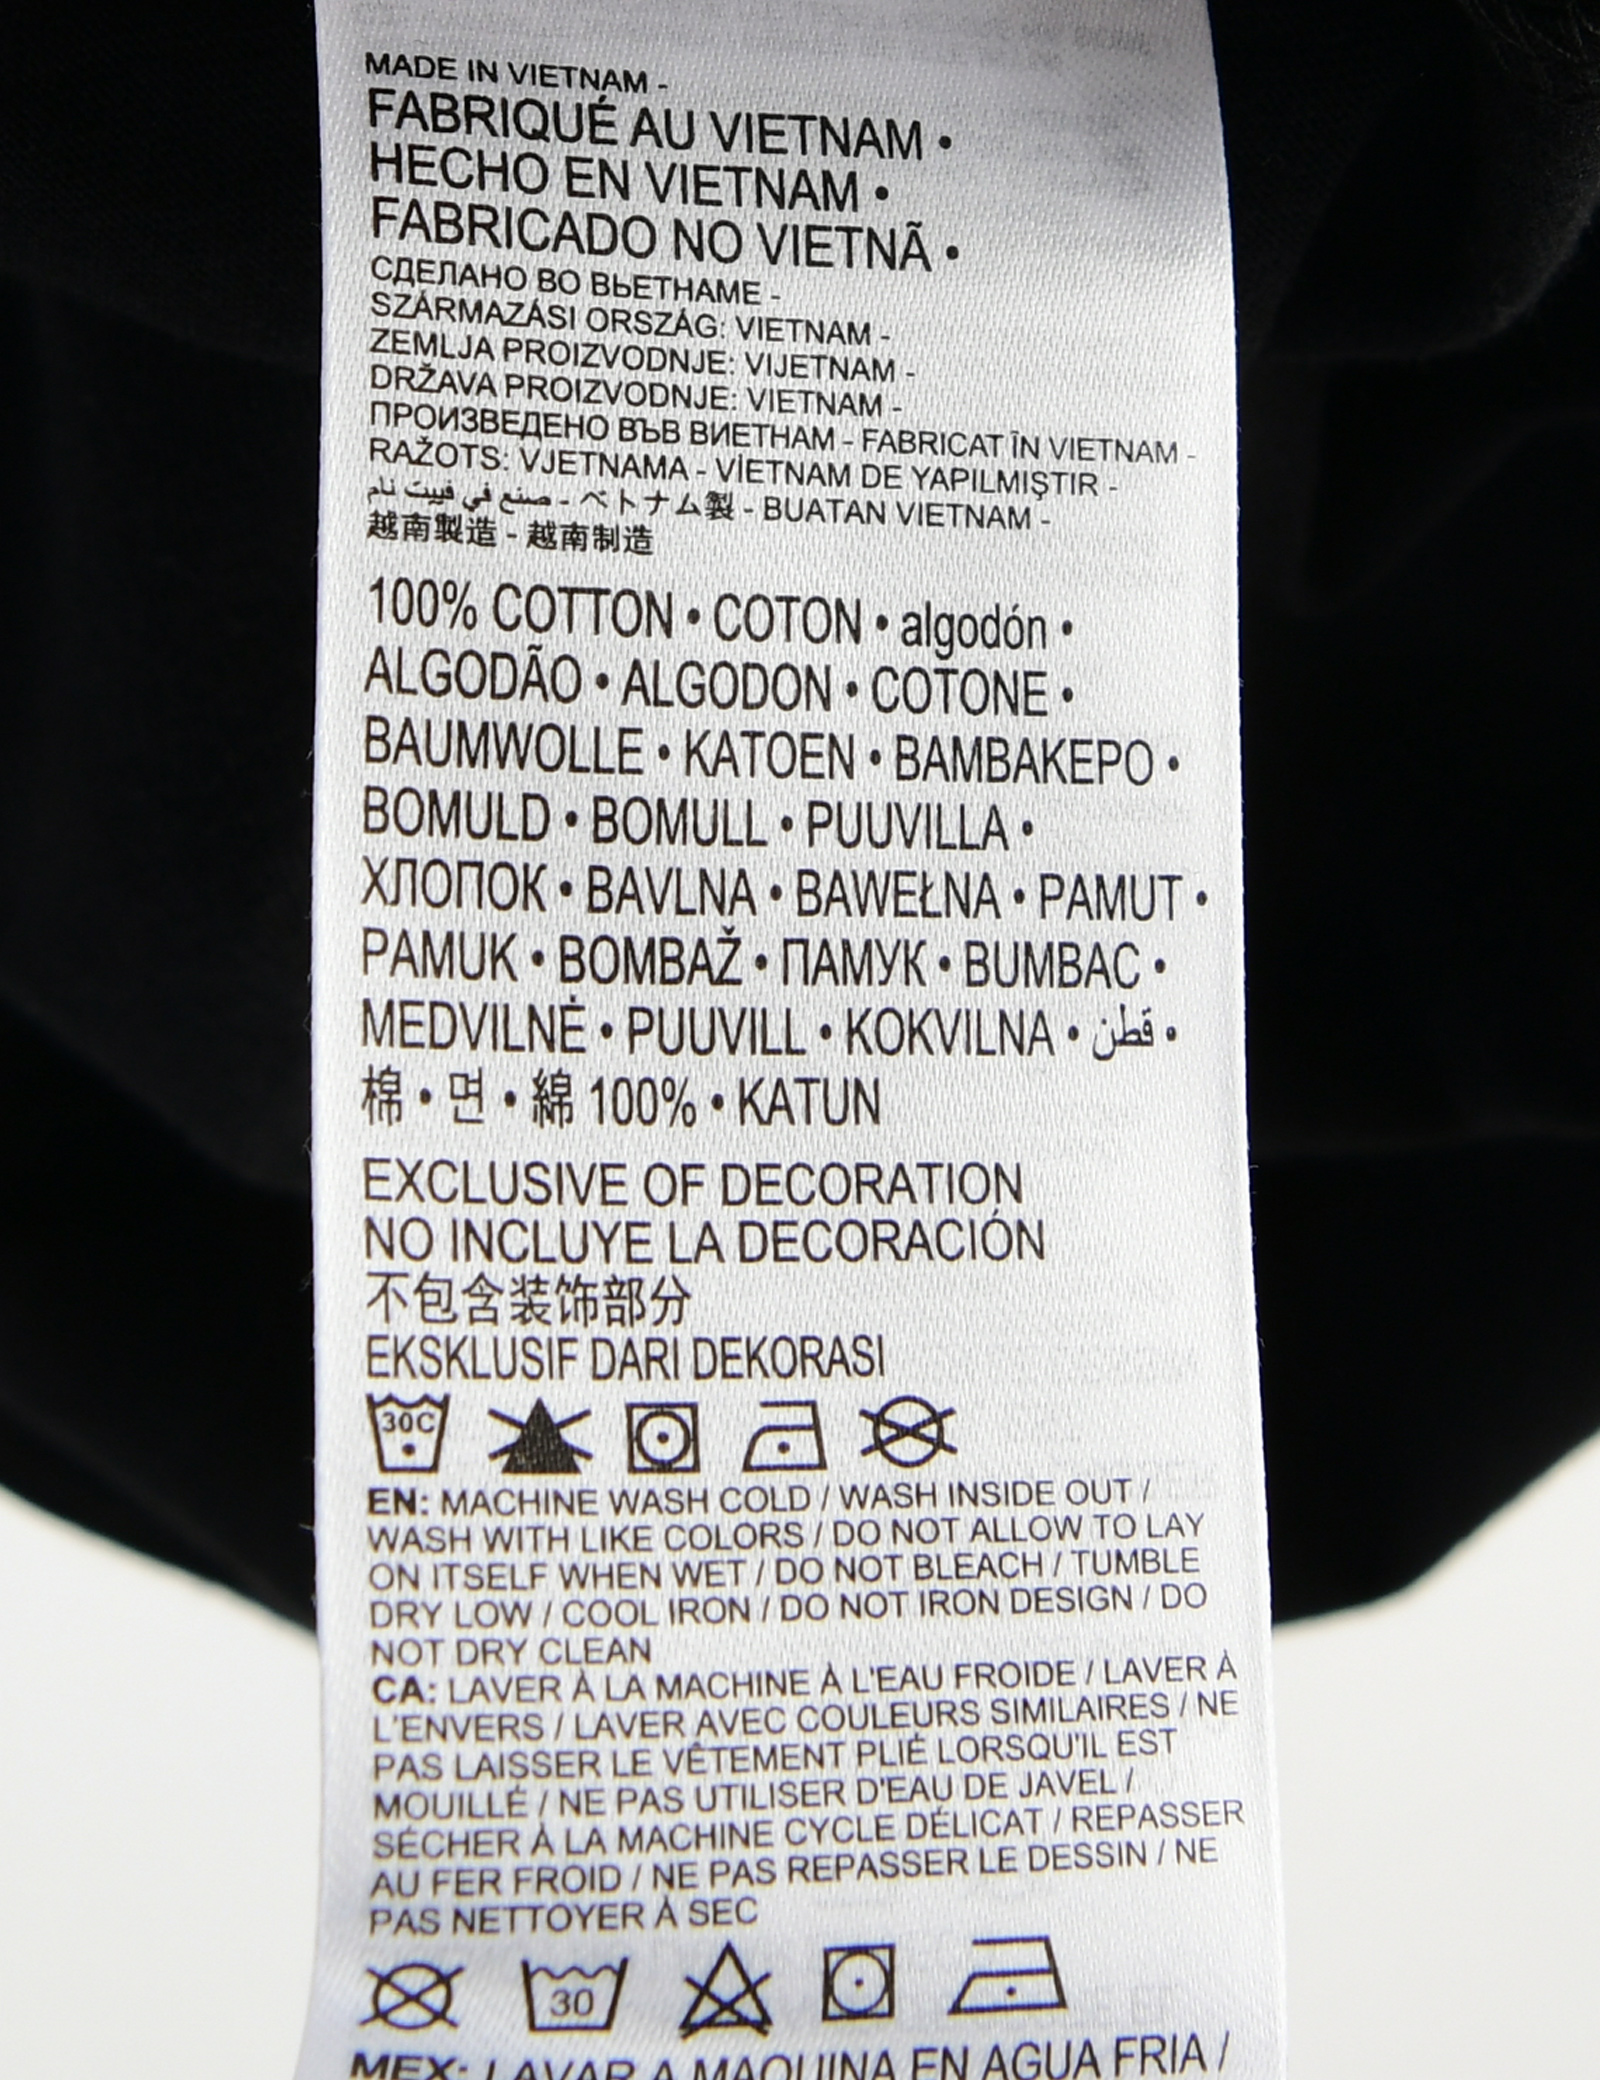 MADE IN VIETNAM -
FABRIQUÉ AU VIETNAM •
HECHO EN VIETNAM •
FABRICADO NO VIETNÃ •
СДЕЛАНО ВО ВЬЕТНАМЕ -
SZÁRMAZÁSI ORSZÁG: VIETNAM -
ZEMLJA PROIZVODNJE: VIJETNAM -
DRŽAVA PROIZVODNJE: VIETNAM -
ПРОИЗВЕДЕНО ВЪВ ВИЕТНАМ - FABRICAT ÎN VIETNAM -
RAŽOTS: VJETNAMA - VİETNAM DE YAPILMIŞTIR -
صنع في فييت نام - ベトナム製 - BUATAN VIETNAM -
越南製造 - 越南制造
100% COTTON • COTON • algodón •
ALGODÃO • ALGODON • COTONE •
BAUMWOLLE • KATOEN • ΒΑΜΒΑΚΕΡΟ •
BOMULD • BOMULL • PUUVILLA •
ХЛОПОК • BAVLNA • BAWEŁNA • PAMUT •
PAMUK • BOMBAŽ • ПАМУК • BUMBAC •
MEDVILNĖ • PUUVILL • KOKVILNA • قطن •
棉 • 면 • 綿 100% • KATUN
EXCLUSIVE OF DECORATION
NO INCLUYE LA DECORACIÓN
不包含装饰部分
EKSKLUSIF DARI DEKORASI
30C
EN: MACHINE WASH COLD / WASH INSIDE OUT /
WASH WITH LIKE COLORS / DO NOT ALLOW TO LAY
ON ITSELF WHEN WET / DO NOT BLEACH / TUMBLE
DRY LOW / COOL IRON / DO NOT IRON DESIGN / DO
NOT DRY CLEAN
CA: LAVER À LA MACHINE À L'EAU FROIDE / LAVER À
L'ENVERS / LAVER AVEC COULEURS SIMILAIRES / NE
PAS LAISSER LE VÊTEMENT PLIÉ LORSQU'IL EST
MOUILLÉ / NE PAS UTILISER D'EAU DE JAVEL /
SÉCHER À LA MACHINE CYCLE DÉLICAT / REPASSER
AU FER FROID / NE PAS REPASSER LE DESSIN / NE
PAS NETTOYER À SEC
30
MEX: LAVAR A MAQUINA EN AGUA FRIA /